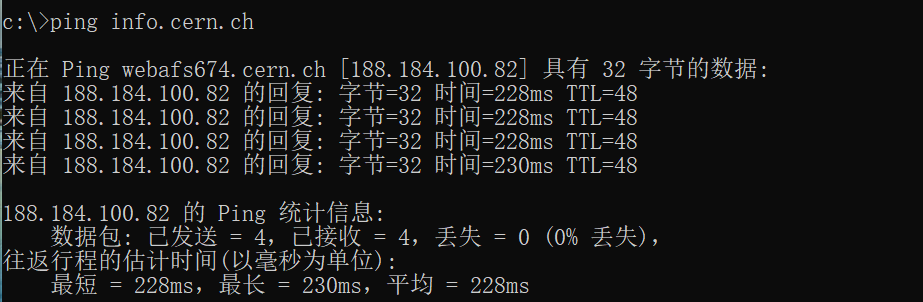 c:\>ping info.cern.ch
正在 Ping webafs674.cern.ch [188.184.100.82] 具有 32 字节的数据:
来自 188.184.100.82 的回复: 字节=32 时间=228ms TTL=48
来自 188.184.100.82 的回复: 字节=32 时间=228ms TTL=48
来自 188.184.100.82 的回复: 字节=32 时间=228ms TTL=48
来自 188.184.100.82 的回复: 字节=32 时间=230ms TTL=48
188.184.100.82 的 Ping 统计信息:
数据包: 已发送 = 4，已接收 = 4，丢失 = 0 (0% 丢失)，
往返行程的估计时间(以毫秒为单位):
最短 = 228ms，最长 = 230ms，平均 = 228ms